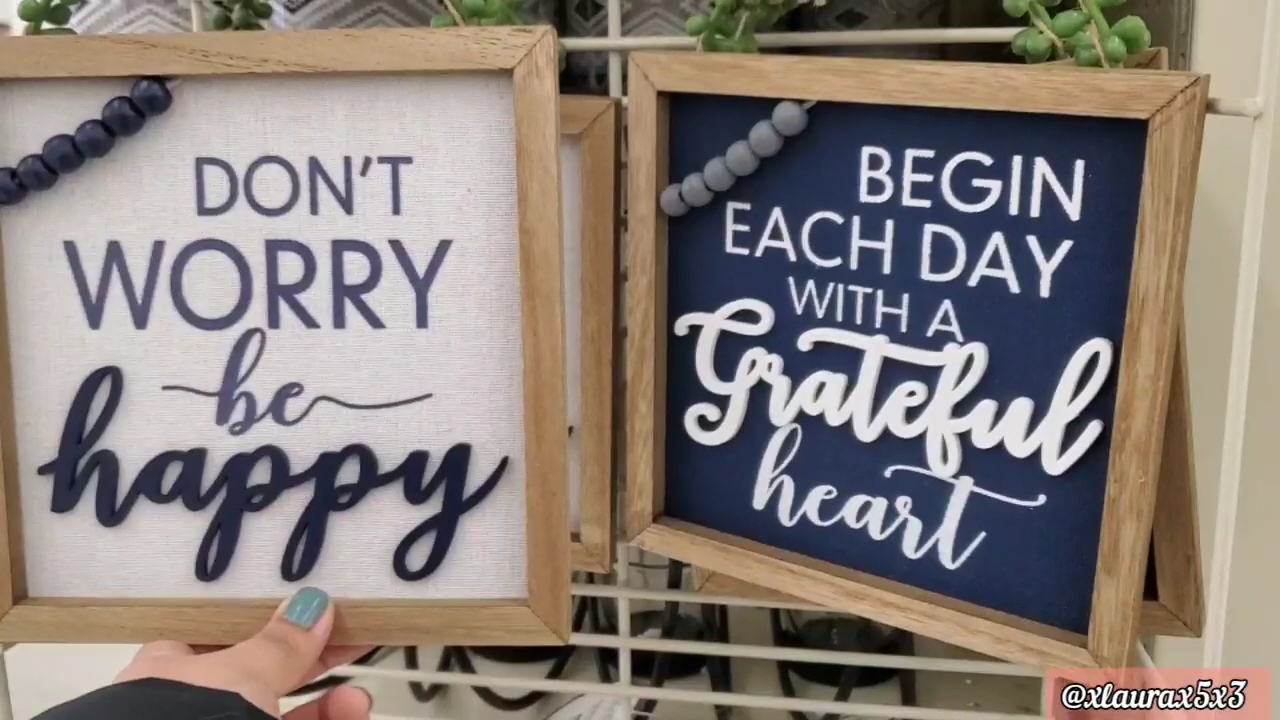 DON'T
WORRY
be
happy
BEGIN
EACH DAY
WITH A
Grateful
heart
@xlaurax5x3